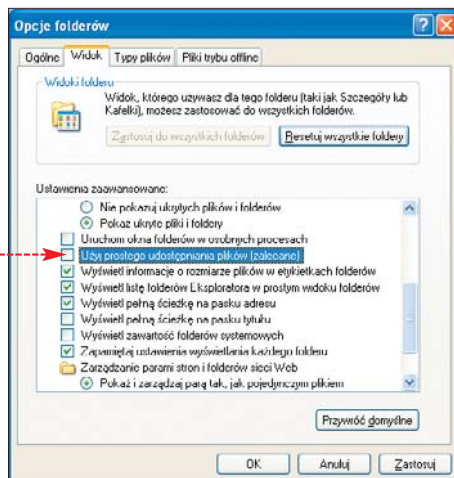 Opcje folderów
Ogólne Widok Typy plików Pliki trybu offline
Widoki folderu
Widok, którego używasz dla tego folderu (taki jak Szczegóły lub
Kafelki), możesz zastosować do wszystkich folderów.
Zastosuj do wszystkich folderów Resetuj wszystkie foldery
Ustawienia zaawansowane:
Nie pokazuj ukrytych plików i folderów
Pokaż ukryte pliki i foldery
Uruchom okna folderów w osobnych procesach
Użyj prostego udostępniania plików (zalecane)
Wyświetl informacje o rozmiarze plików w etykietkach folderów
Wyświetl listę folderów Eksploratora w prostym widoku folderów
Wyświetl pełną ścieżkę na pasku adresu
Wyświetl pełną ścieżkę na pasku tytułu
Wyświetl zawartość folderów systemowych
Zapamiętaj ustawienia wyświetlania każdego folderu
Zarządzanie parami stron i folderów sieci Web
Pokaż i zarządzaj parą tak, jak pojedynczym plikiem
Przywróć domyślne
OK Anuluj Zastosuj